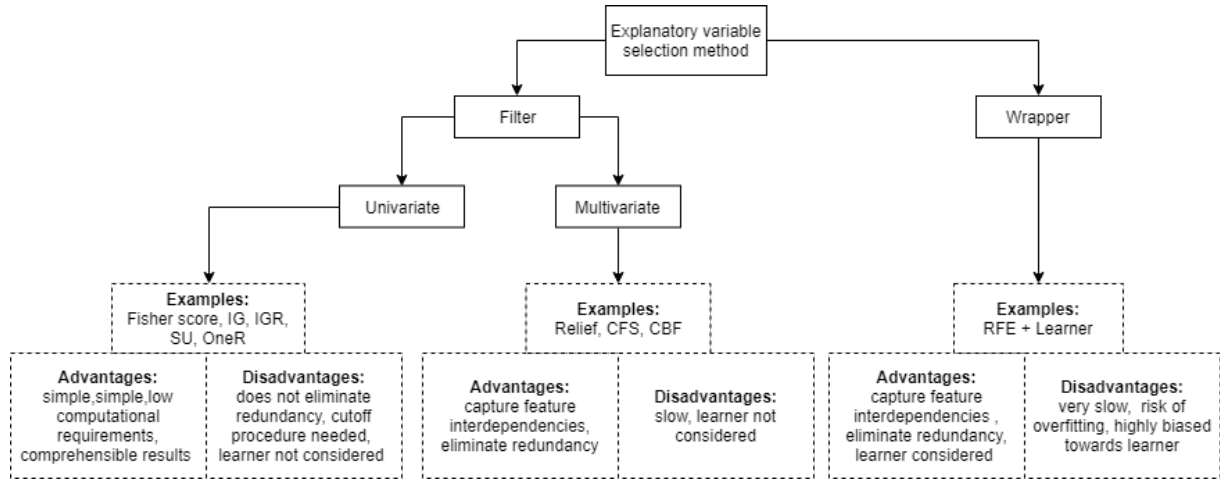 Explanatory variable
selection method
Filter
Wrapper
Univariate
Multivariate
Examples:
Fisher score, IG, IGR,
SU, OneR
Advantages:
simple,simple,low
computational
requirements,
comprehensible results
Disadvantages:
does not eliminate
redundancy, cutoff
procedure needed,
learner not considered
Examples:
Relief, CFS, CBF
Advantages:
capture feature
interdependencies,
eliminate redundancy
Disadvantages:
slow, learner not
considered
Examples:
RFE + Learner
Advantages:
capture feature
interdependencies ,
eliminate redundancy,
learner considered
Disadvantages:
very slow, risk of
overfitting, highly biased
towards learner